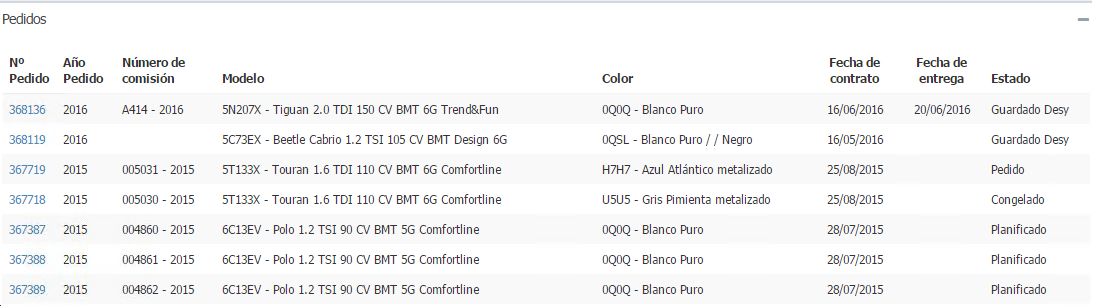 Pedidos
Nº Pedido Año Pedido Número de comisión Modelo Color Fecha de contrato Fecha de entrega Estado
368136 2016 A414 - 2016 5N207X - Tiguan 2.0 TDI 150 CV BMT 6G Trend&Fun 0Q0Q - Blanco Puro 16/06/2016 20/06/2016 Guardado Desy
368119 2016 5C73EX - Beetle Cabrio 1.2 TSI 105 CV BMT Design 6G 0QSL - Blanco Puro / / Negro 16/05/2016 Guardado Desy
367719 2015 005031 - 2015 5T133X - Touran 1.6 TDI 110 CV BMT 6G Comfortline H7H7 - Azul Atlántico metalizado 25/08/2015 Pedido
367718 2015 005030 - 2015 5T133X - Touran 1.6 TDI 110 CV BMT 6G Comfortline U5U5 - Gris Pimienta metalizado 25/08/2015 Congelado
367387 2015 004860 - 2015 6C13EV - Polo 1.2 TSI 90 CV BMT 5G Comfortline 0Q0Q - Blanco Puro 28/07/2015 Planificado
367388 2015 004861 - 2015 6C13EV - Polo 1.2 TSI 90 CV BMT 5G Comfortline 0Q0Q - Blanco Puro 28/07/2015 Planificado
367389 2015 004862 - 2015 6C13EV - Polo 1.2 TSI 90 CV BMT 5G Comfortline 0Q0Q - Blanco Puro 28/07/2015 Planificado